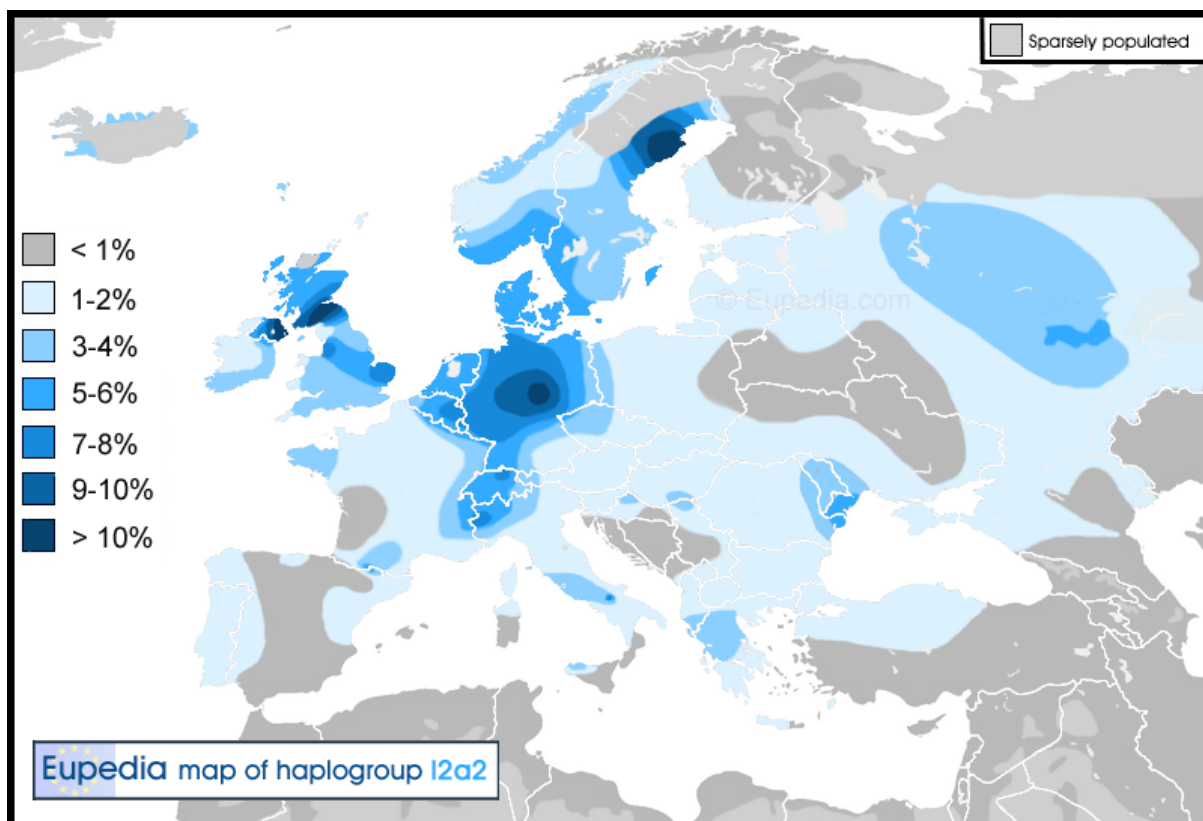 Sparsely populated
< 1%
1-2%
3-4%
5-6%
7-8%
9-10%
> 10%
© Eupedia.com
Eupedia map of haplogroup I2a2